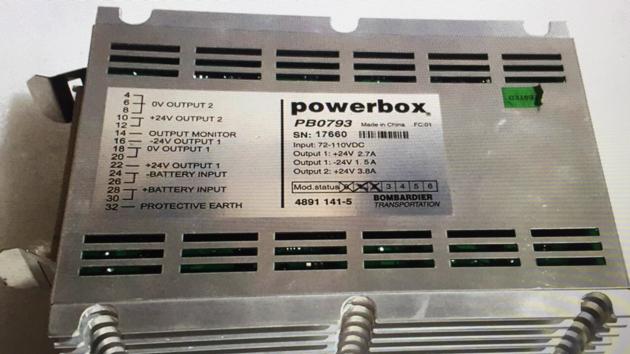 4
6
8
0V OUTPUT 2
10
12
+24V OUTPUT 2
14 OUTPUT MONITOR
16 -24V OUTPUT 1
18
20
0V OUTPUT 1
22 +24V OUTPUT 1
24
26
-BATTERY INPUT
28
30
+BATTERY INPUT
32 PROTECTIVE EARTH
powerbox®
PB0793 Made in China .FC:01
SN: 17660
Input: 72-110VDC
Output 1: +24V 2.7A
Output 1: -24V 1.5A
Output 2: +24V 3.8A
Mod.status 3 4 5 6
4891 141-5 BOMBARDIER
TRANSPORTATION
TESTED